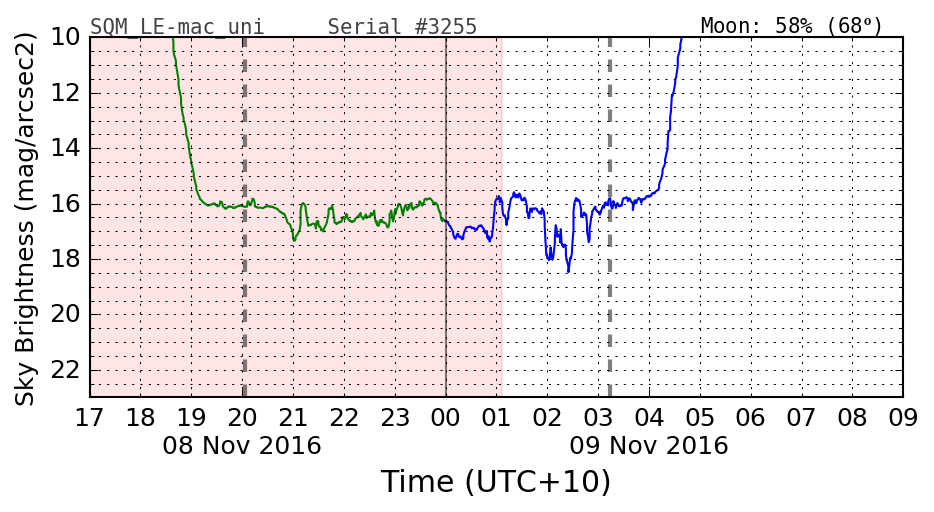 SQM_LE-mac_uni Serial #3255 Moon: 58% (68°)
Sky Brightness (mag/arcsec2)
10
12
14
16
18
20
22
17 18 19 20 21 22 23 00 01 02 03 04 05 06 07 08 09
08 Nov 2016 09 Nov 2016
Time (UTC+10)